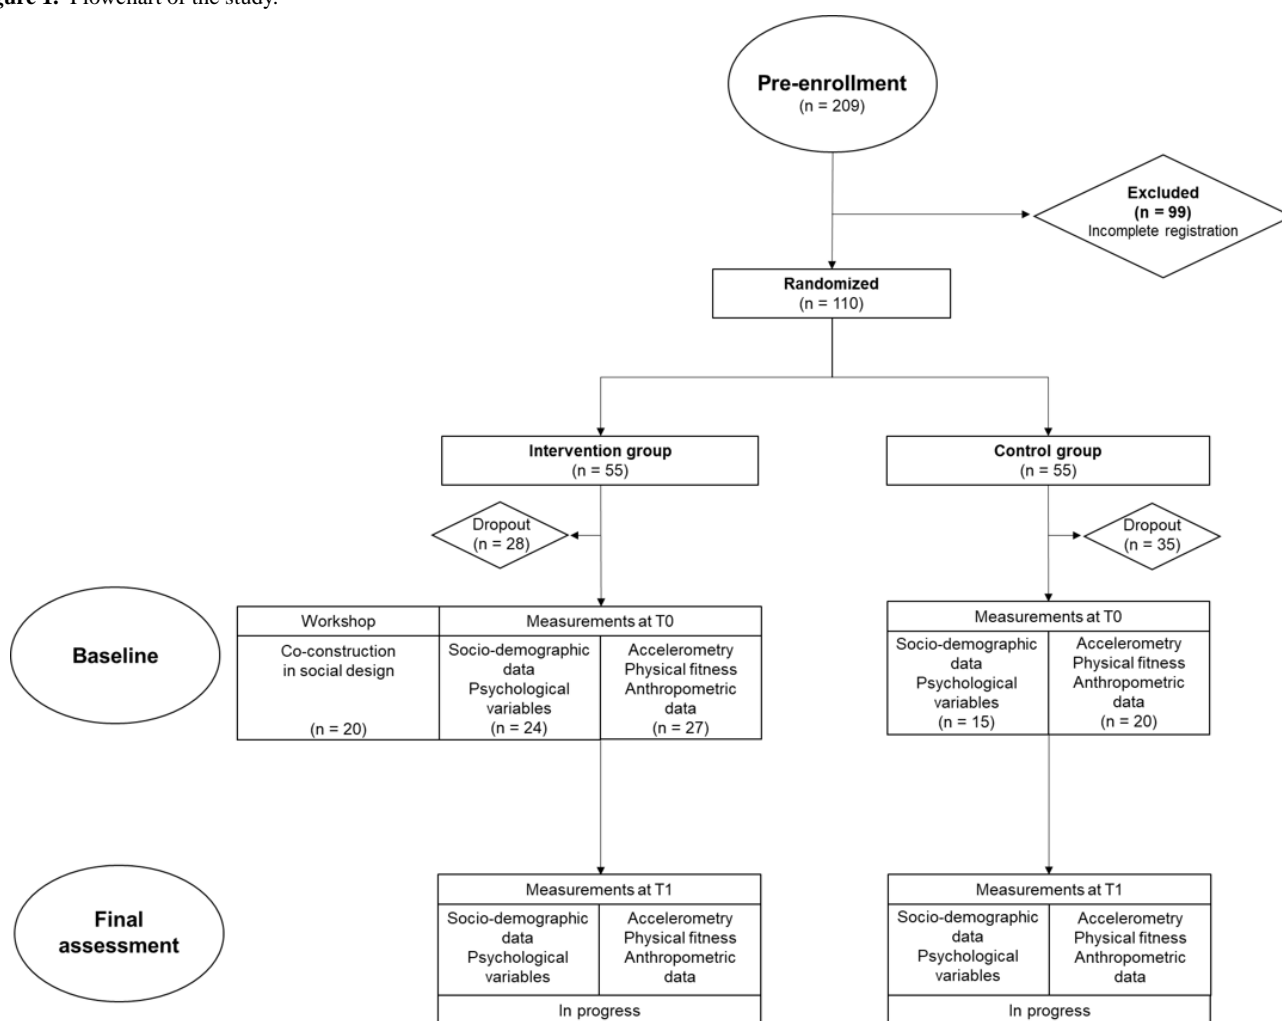 Figure 1. Flowchart of the study.
Pre-enrollment
(n = 209)
Excluded
(n = 99)
Incomplete registration
Randomized
(n = 110)
Intervention group
(n = 55)
Control group
(n = 55)
Dropout
(n = 28)
Dropout
(n = 35)
Baseline
Workshop
Co-construction
in social design
(n = 20)
Measurements at T0
Socio-demographic
data
Psychological
variables
(n = 24)
Accelerometry
Physical fitness
Anthropometric
data
(n = 27)
Measurements at T0
Socio-demographic
data
Psychological
variables
(n = 15)
Accelerometry
Physical fitness
Anthropometric
data
(n = 20)
Final
assessment
Measurements at T1
Socio-demographic
data
Psychological
variables
Accelerometry
Physical fitness
Anthropometric
data
In progress
Measurements at T1
Socio-demographic
data
Psychological
variables
Accelerometry
Physical fitness
Anthropometric
data
In progress